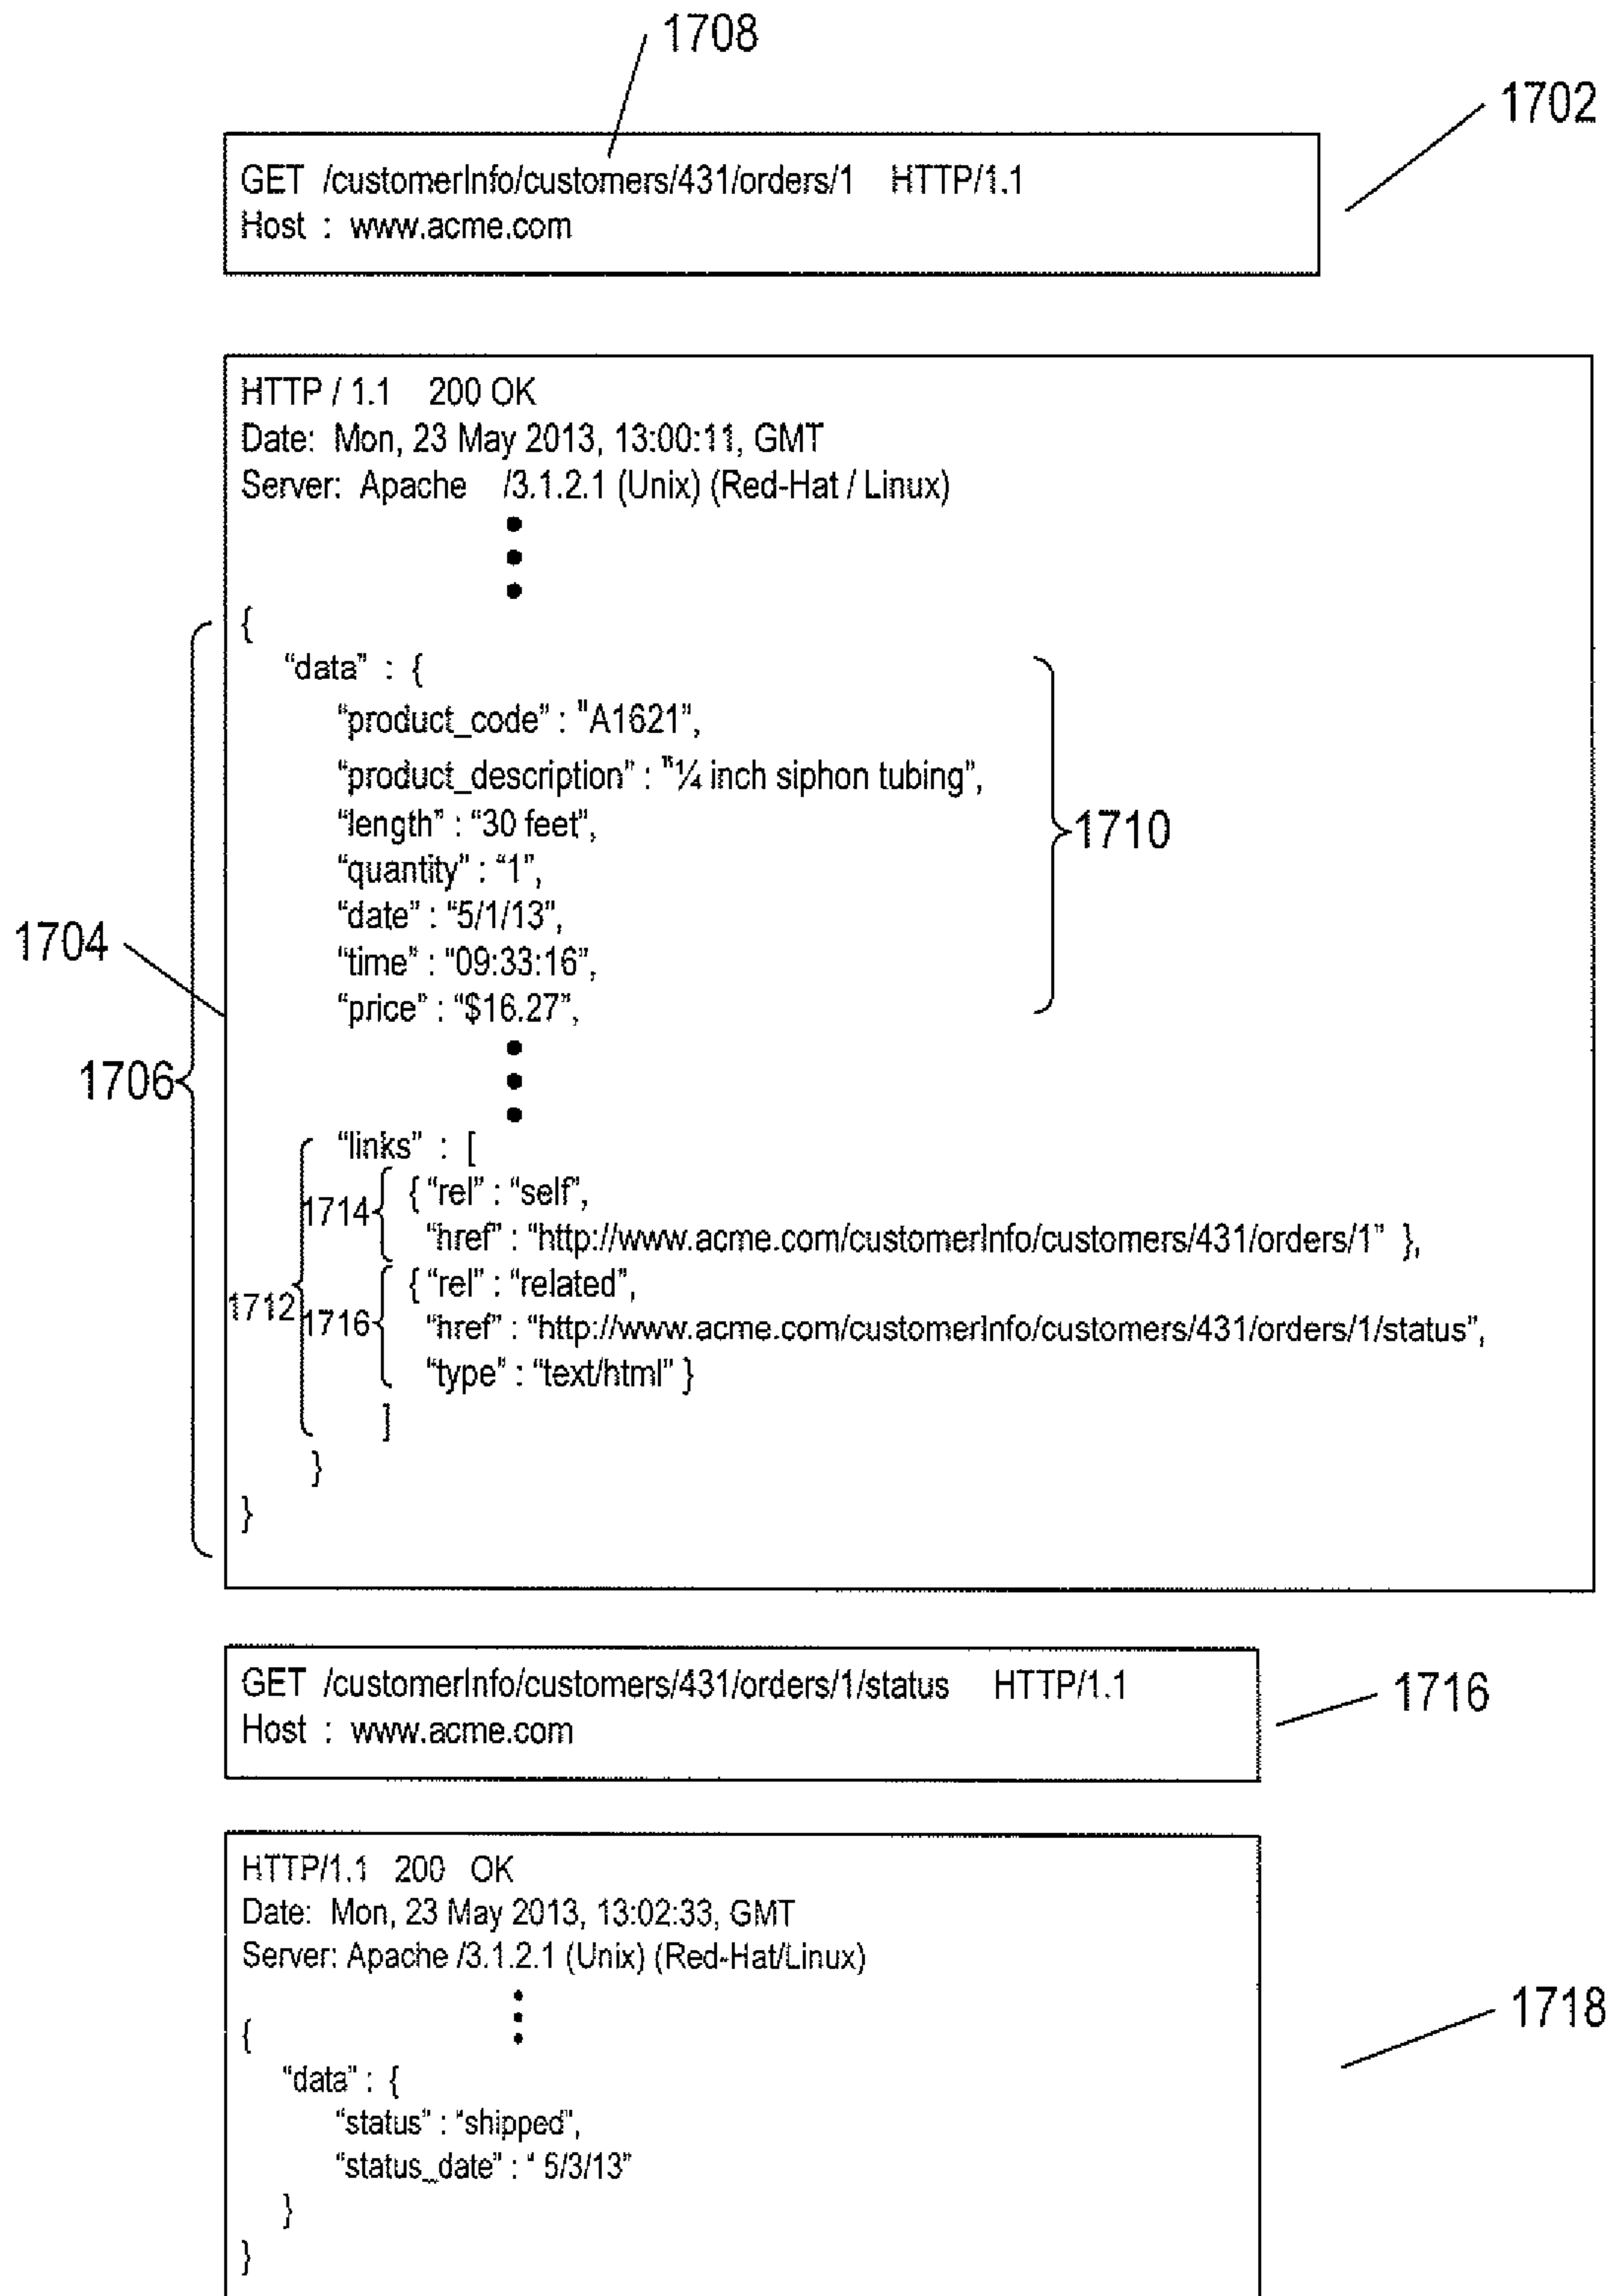 1708
1702
GET /customerInfo/customers/431/orders/1 HTTP/1.1
Host : www.acme.com
HTTP / 1.1 200 OK
Date: Mon, 23 May 2013, 13:00:11, GMT
Server: Apache /3.1.2.1 (Unix) (Red-Hat / Linux)
{
“data” : {
“product_code” : "A1621",
“product_description” : "¼ inch siphon tubing”,
“length” : “30 feet”,
“quantity” : “1”,
“date” : “5/1/13”,
“time” : “09:33:16”,
“price” : “$16.27”,
1710
1704
1706
“links” : [
1714 { “rel” : “self”,
“href” : “http://www.acme.com/customerInfo/customers/431/orders/1” },
{ “rel” : “related”,
1712 1716 “href” : “http://www.acme.com/customerInfo/customers/431/orders/1/status”,
“type” : “text/html” }
]
}
}
GET /customerInfo/customers/431/orders/1/status HTTP/1.1
Host : www.acme.com
1716
HTTP/1.1 200 OK
Date: Mon, 23 May 2013, 13:02:33, GMT
Server: Apache /3.1.2.1 (Unix) (Red-Hat/Linux)
1718
{
“data” : {
“status” : “shipped”,
“status_date” : “ 5/3/13”
}
}